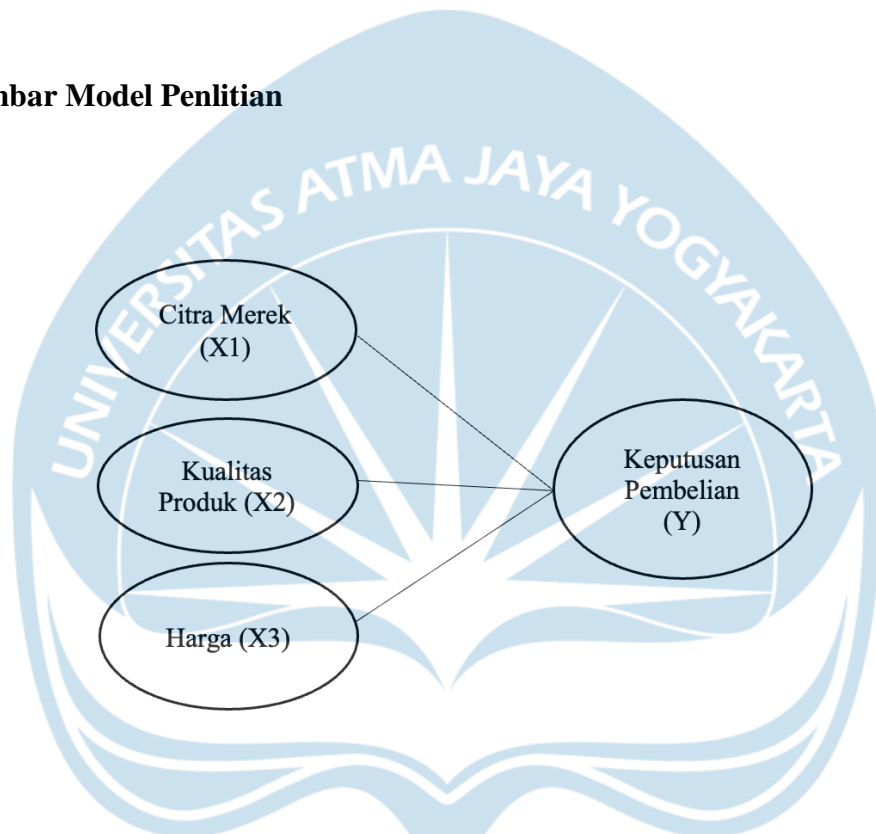 mbar Model Penlitian
UNIVERSITAS ATMA JAYA YOGYAKARTA
Citra Merek
(X1)
Kualitas
Produk (X2)
Harga (X3)
Keputusan
Pembelian
(Y)